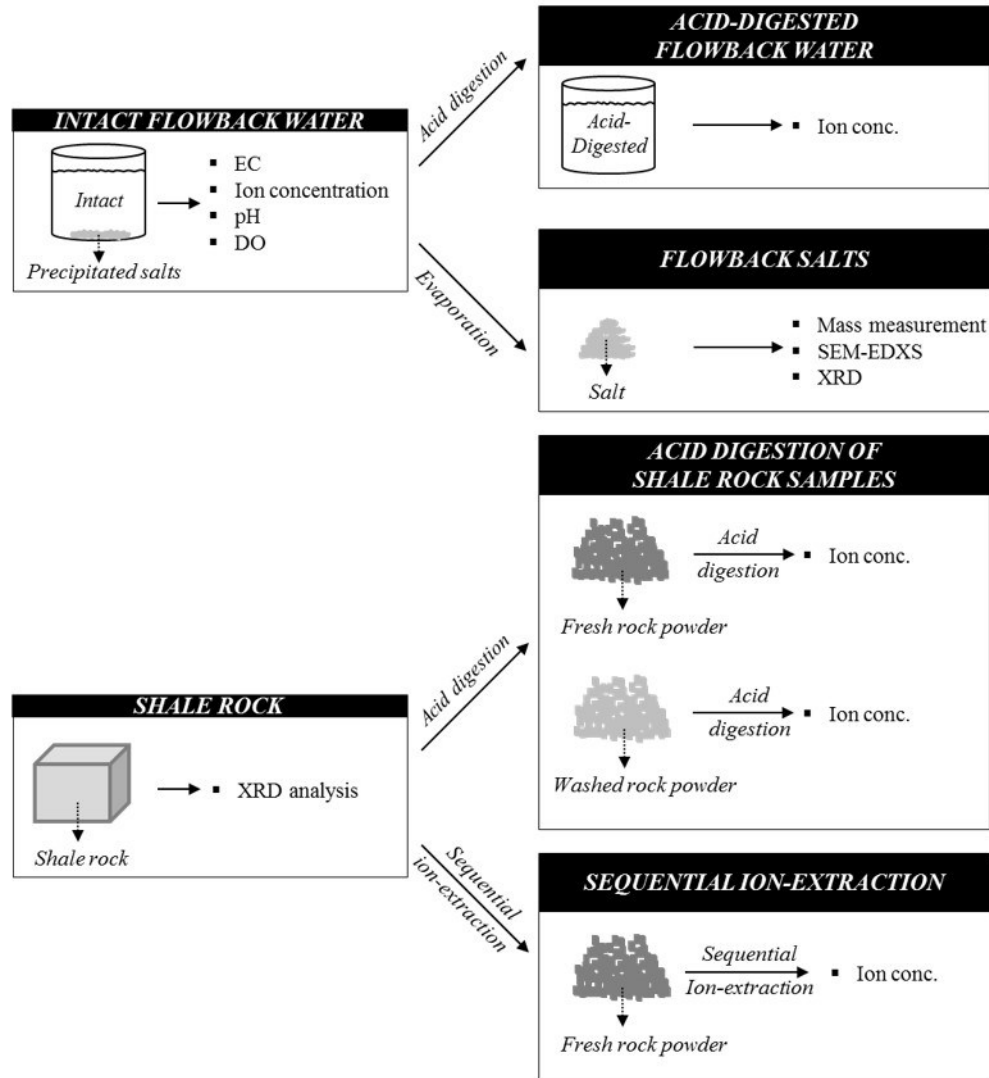 INTACT FLOWBACK WATER
Intact
Precipitated salts
▪ EC
▪ Ion concentration
▪ pH
▪ DO
Acid digestion
Evaporation
ACID-DIGESTED
FLOWBACK WATER
Acid-
Digested
▪ Ion conc.
FLOWBACK SALTS
Salt
▪ Mass measurement
▪ SEM-EDXS
▪ XRD
SHALE ROCK
Shale rock
▪ XRD analysis
Acid digestion
Sequential
ion-extraction
ACID DIGESTION OF
SHALE ROCK SAMPLES
Acid
digestion
▪ Ion conc.
Fresh rock powder
Acid
digestion
▪ Ion conc.
Washed rock powder
SEQUENTIAL ION-EXTRACTION
Sequential
Ion-extraction
▪ Ion conc.
Fresh rock powder